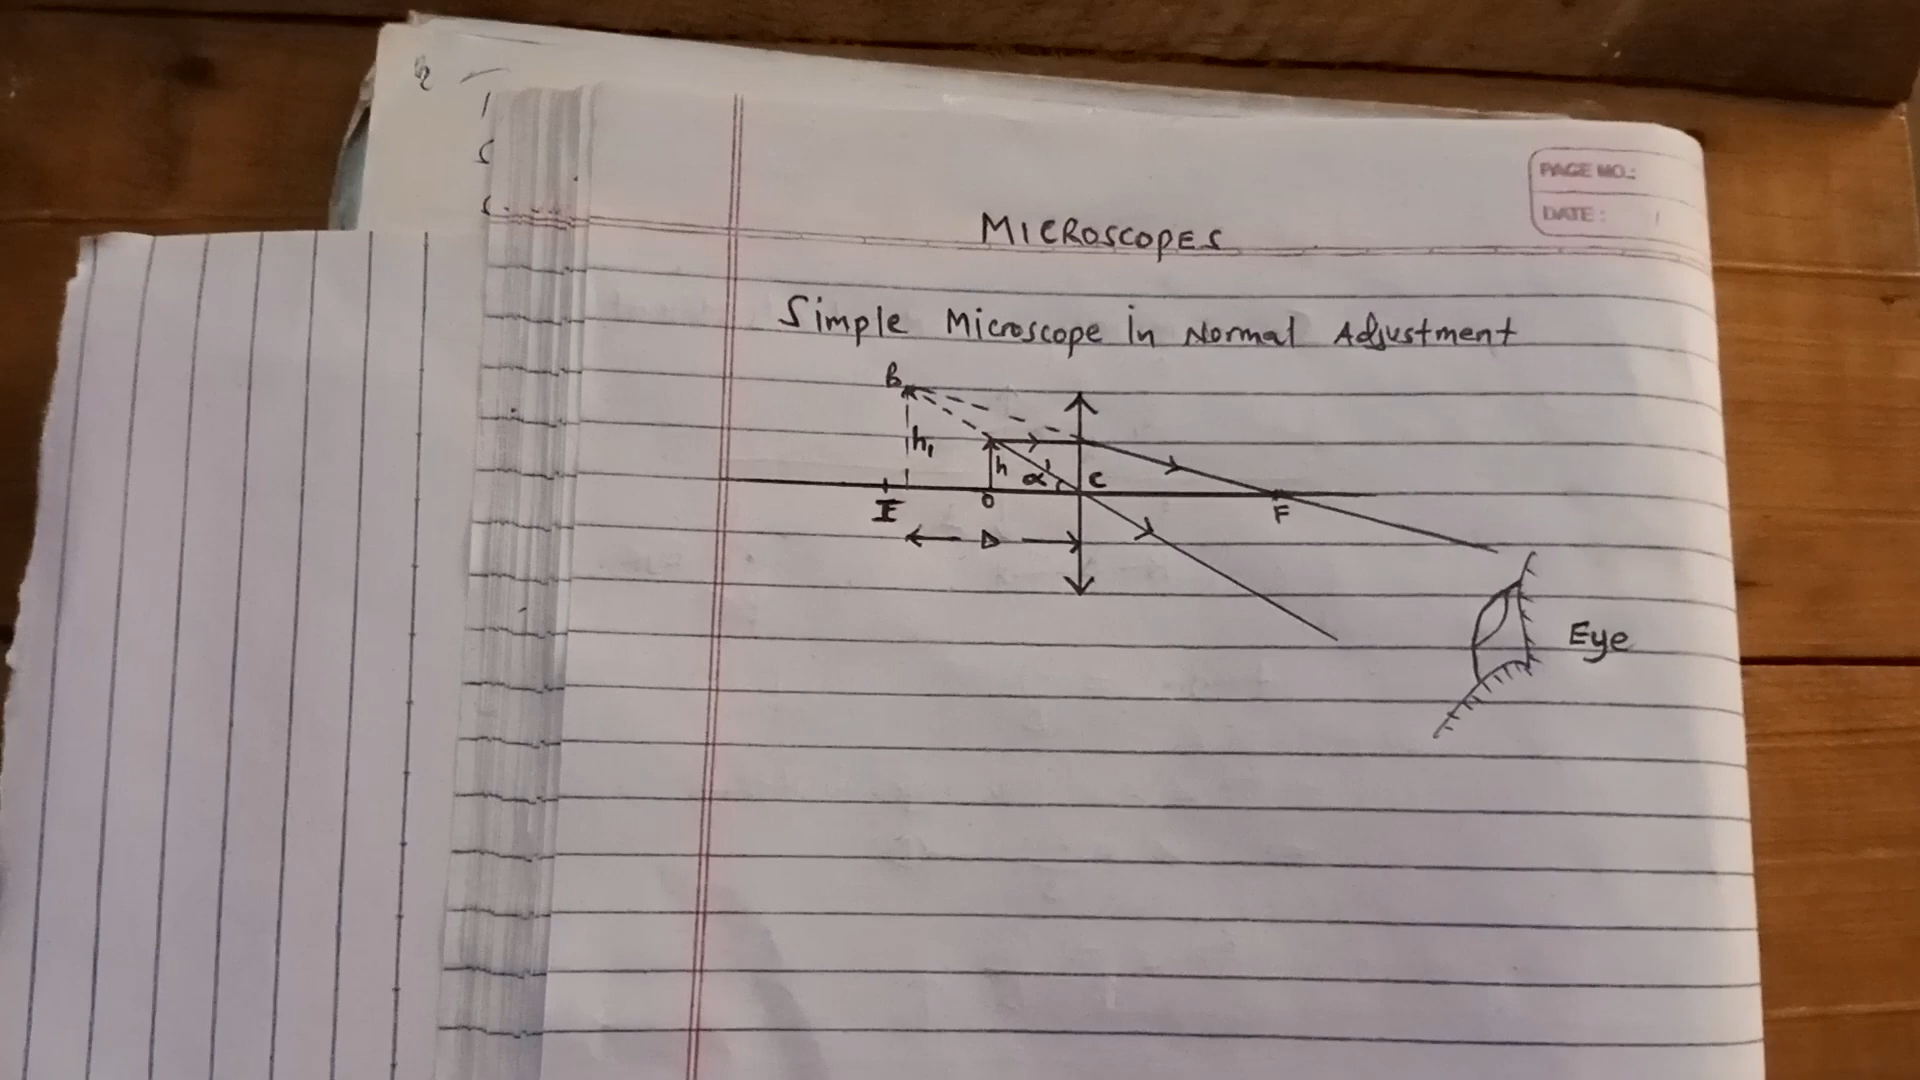 PAGE NO.:
DATE:
MICROSCOPES
Simple Microscope in Normal Adjustment
B
h₁
h
α'
C
I
O
F
D
Eye